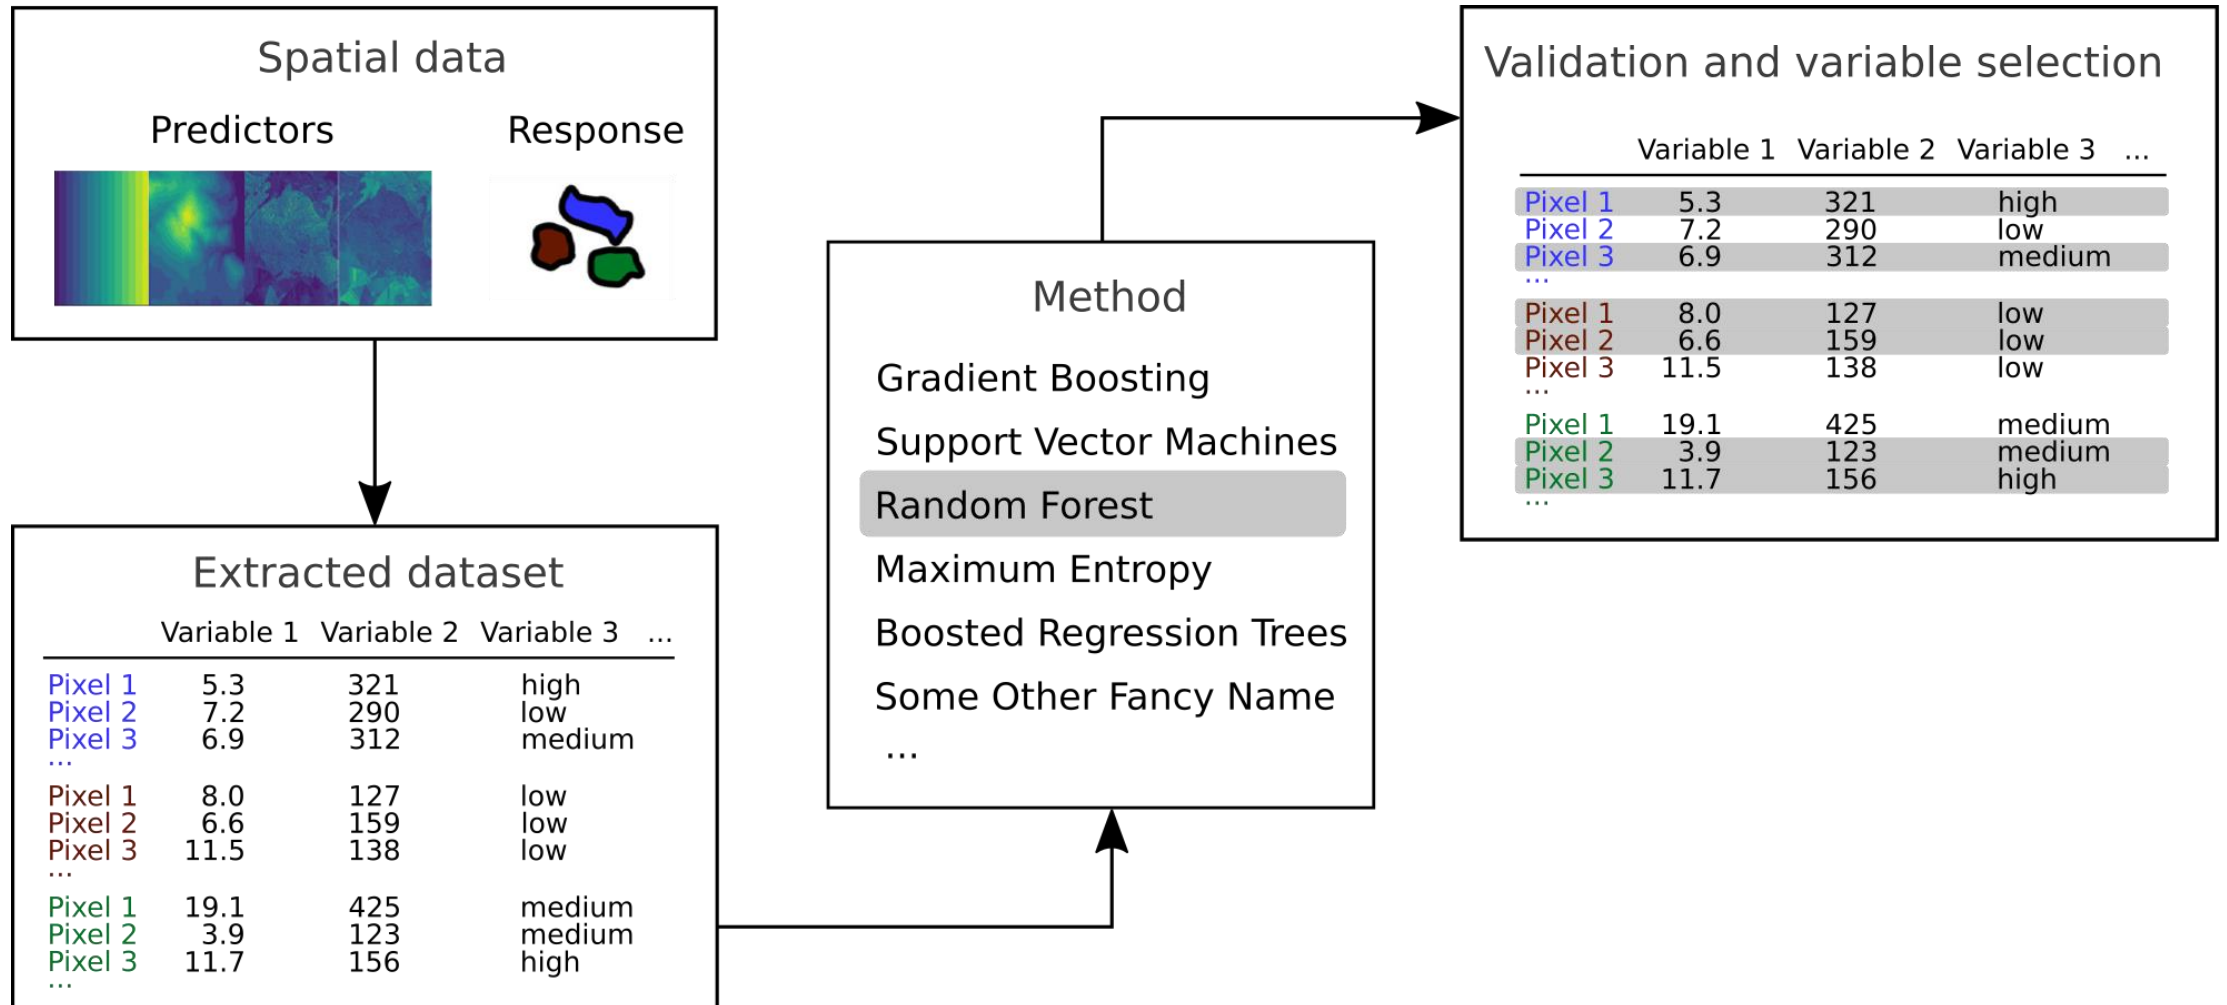 Spatial data
Predictors Response
Extracted dataset
Variable 1 Variable 2 Variable 3 ...
Pixel 1 5.3 321 high
Pixel 2 7.2 290 low
Pixel 3 6.9 312 medium
...
Pixel 1 8.0 127 low
Pixel 2 6.6 159 low
Pixel 3 11.5 138 low
...
Pixel 1 19.1 425 medium
Pixel 2 3.9 123 medium
Pixel 3 11.7 156 high
...
Method
Gradient Boosting
Support Vector Machines
Random Forest
Maximum Entropy
Boosted Regression Trees
Some Other Fancy Name
...
Validation and variable selection
Variable 1 Variable 2 Variable 3 ...
Pixel 1 5.3 321 high
Pixel 2 7.2 290 low
Pixel 3 6.9 312 medium
...
Pixel 1 8.0 127 low
Pixel 2 6.6 159 low
Pixel 3 11.5 138 low
...
Pixel 1 19.1 425 medium
Pixel 2 3.9 123 medium
Pixel 3 11.7 156 high
...